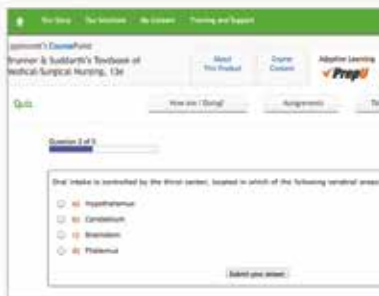 Our Story Our Solutions My Content Training and Support
Lippincott's CoursePoint
Brunner & Suddarth's Textbook of
Medical-Surgical Nursing, 13e
About
This Product
Course
Content
Adaptive Learning
PrepU
Quiz
How am I Doing?
Assignments
Question 2 of 5
Oral intake is controlled by the thirst center, located in which of the following cerebral areas
a) Hypothalamus
b) Cerebellum
c) Brainstem
d) Thalamus
Submit your answer